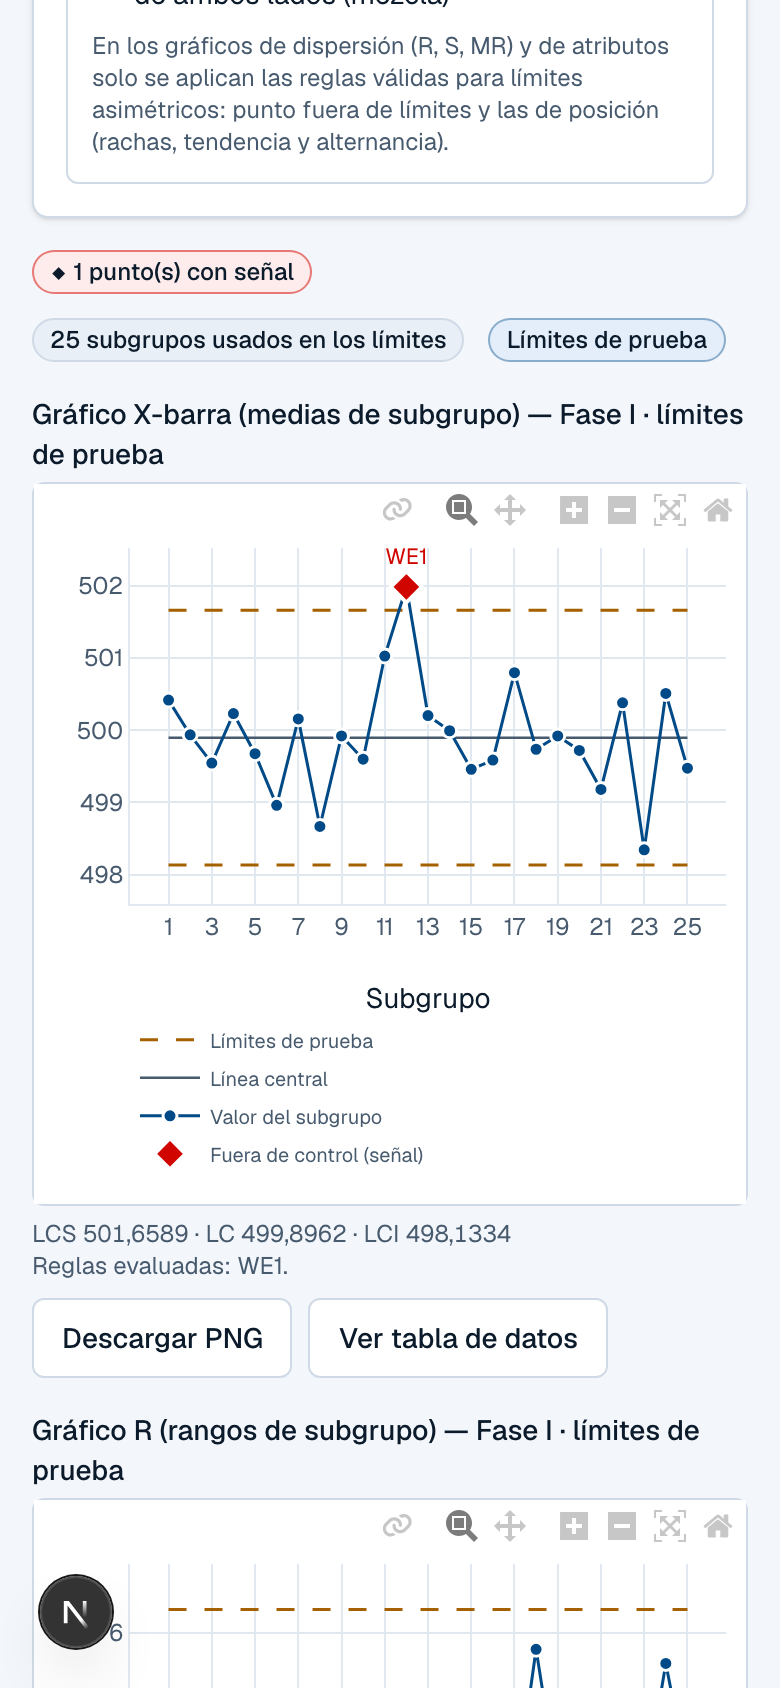 de ambos lados (mezcla)
En los gráficos de dispersión (R, S, MR) y de atributos
solo se aplican las reglas válidas para límites
asimétricos: punto fuera de límites y las de posición
(rachas, tendencia y alternancia).
◆ 1 punto(s) con señal
25 subgrupos usados en los límites
Límites de prueba
Gráfico X-barra (medias de subgrupo) — Fase I · límites
de prueba
WE1
502
501
500
499
498
1 3 5 7 9 11 13 15 17 19 21 23 25
Subgrupo
Límites de prueba
Línea central
Valor del subgrupo
Fuera de control (señal)
LCS 501,6589 · LC 499,8962 · LCI 498,1334
Reglas evaluadas: WE1.
Descargar PNG
Ver tabla de datos
Gráfico R (rangos de subgrupo) — Fase I · límites de
prueba
N
6